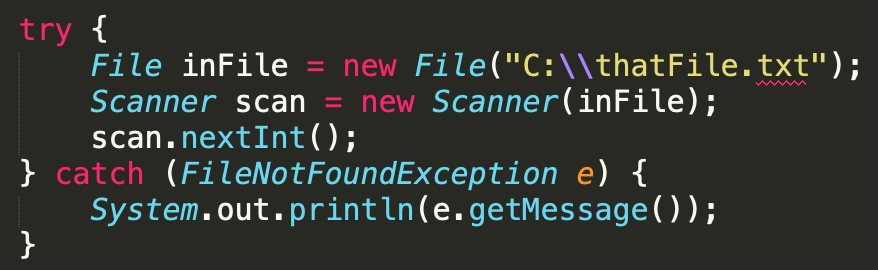 try {
    File inFile = new File("C:\\thatFile.txt");
    Scanner scan = new Scanner(inFile);
    scan.nextInt();
} catch (FileNotFoundException e) {
    System.out.println(e.getMessage());
}